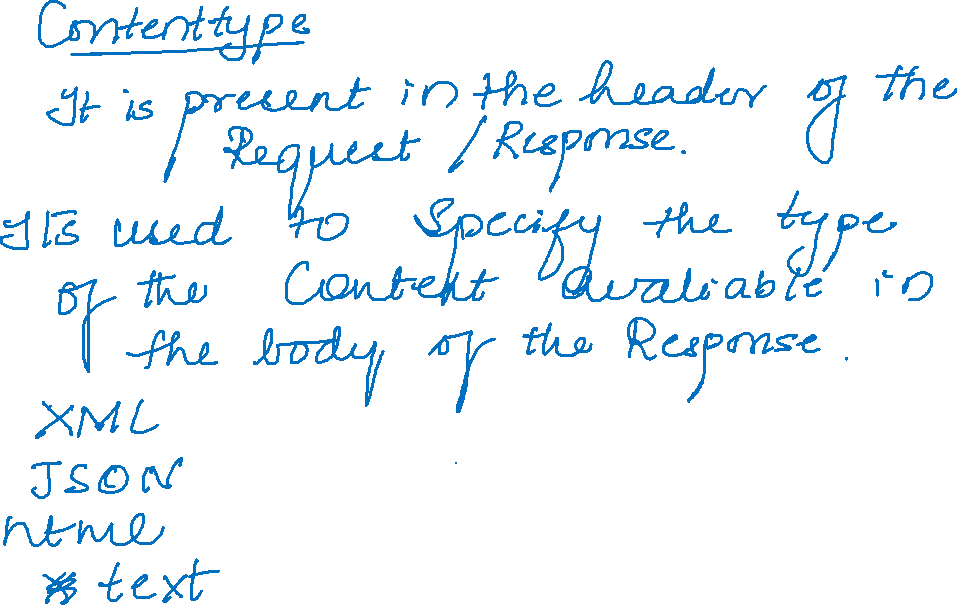 Contenttype
It is present in the header of the
Request / Response.
It is used to Specify the type
of the Content avaliable in
the body of the Response.
XML
JSON
html
text